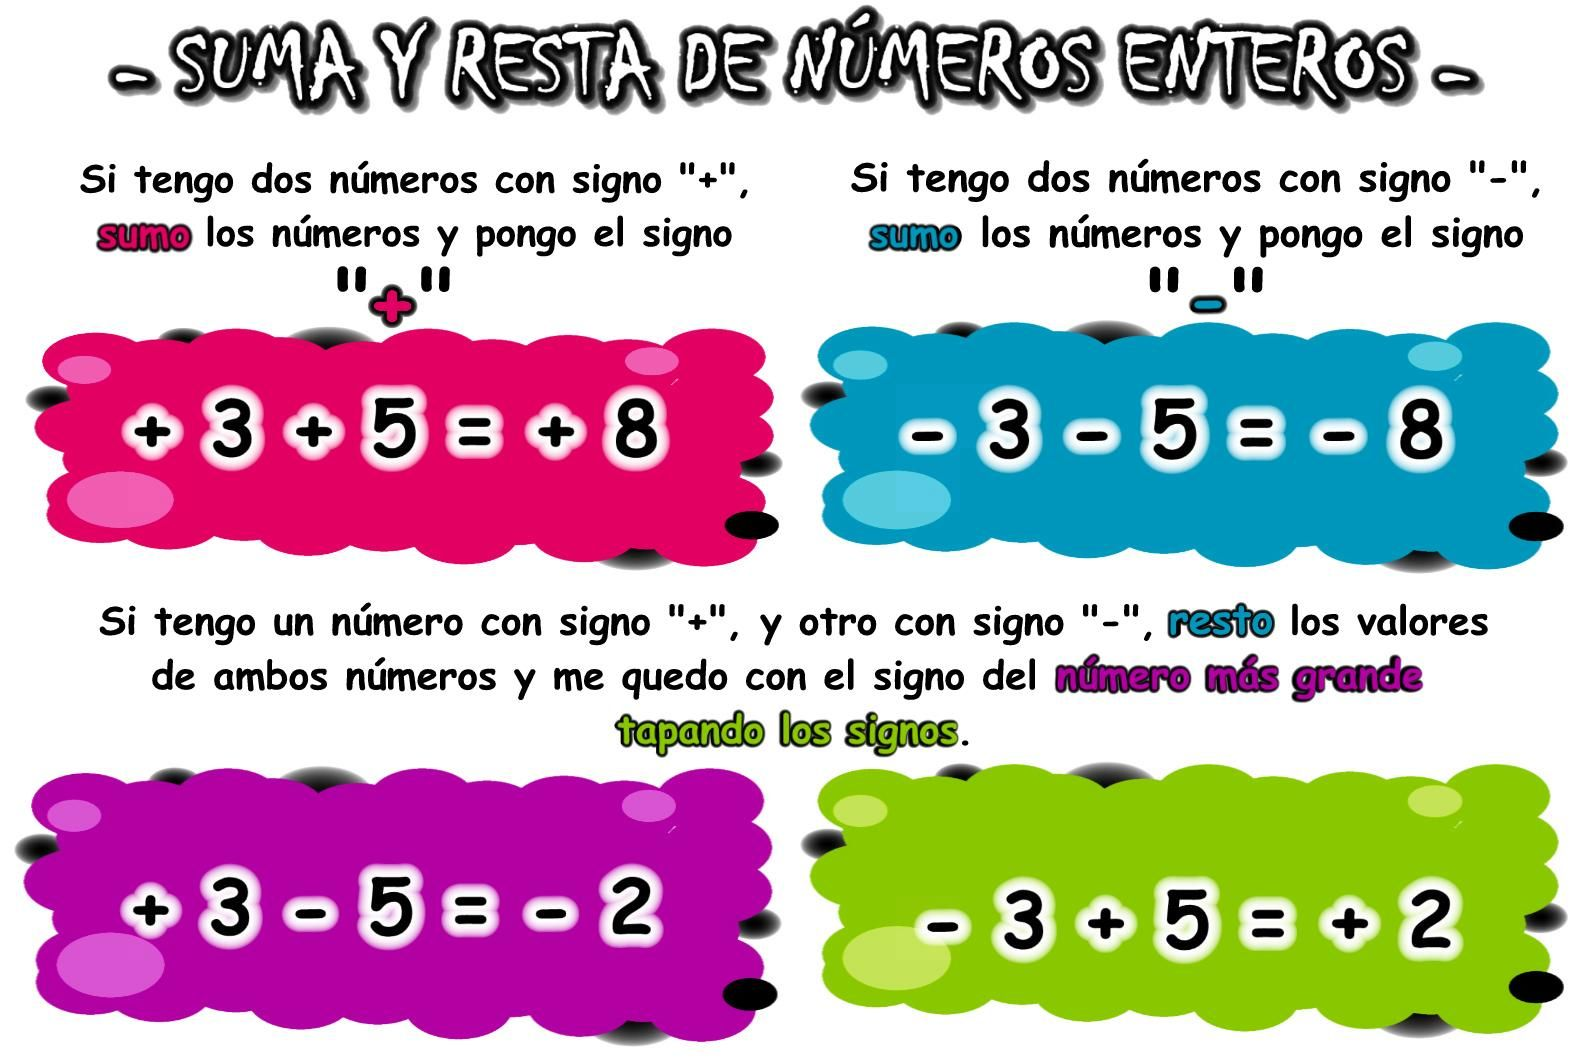 - SUMA Y RESTA DE NÚMEROS ENTEROS -
Si tengo dos números con signo "+",
sumo los números y pongo el signo
"+"
+ 3 + 5 = + 8
Si tengo dos números con signo "-",
sumo los números y pongo el signo
"-"
- 3 - 5 = - 8
Si tengo un número con signo "+", y otro con signo "-", resto los valores
de ambos números y me quedo con el signo del número más grande
tapando los signos.
+ 3 - 5 = - 2
- 3 + 5 = + 2